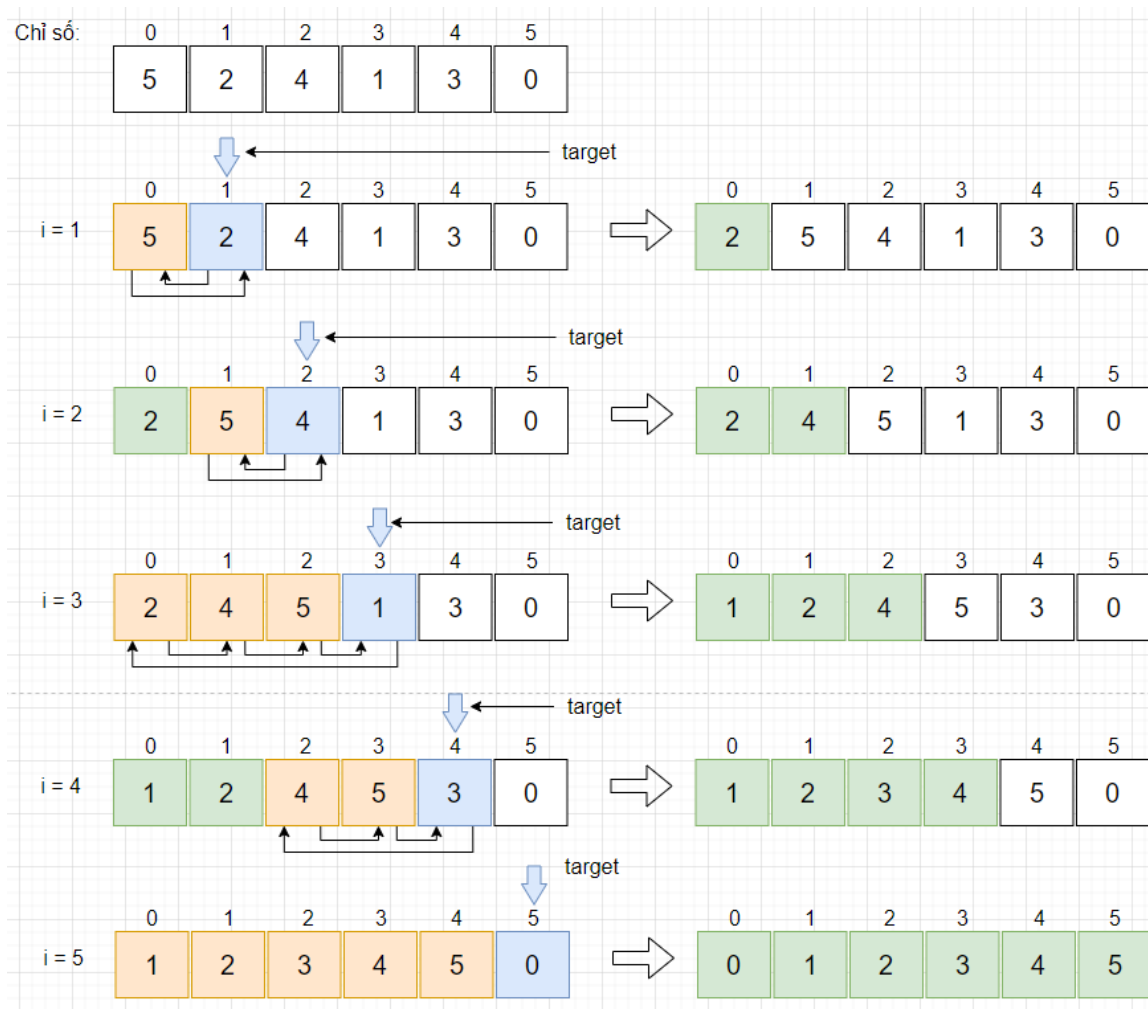 Chỉ số: 0 1 2 3 4 5
5 2 4 1 3 0
target
0 1 2 3 4 5 0 1 2 3 4 5
i = 1 5 2 4 1 3 0 2 5 4 1 3 0
target
0 1 2 3 4 5 0 1 2 3 4 5
i = 2 2 5 4 1 3 0 2 4 5 1 3 0
target
0 1 2 3 4 5 0 1 2 3 4 5
i = 3 2 4 5 1 3 0 1 2 4 5 3 0
target
0 1 2 3 4 5 0 1 2 3 4 5
i = 4 1 2 4 5 3 0 1 2 3 4 5 0
target
0 1 2 3 4 5 0 1 2 3 4 5
i = 5 1 2 3 4 5 0 0 1 2 3 4 5